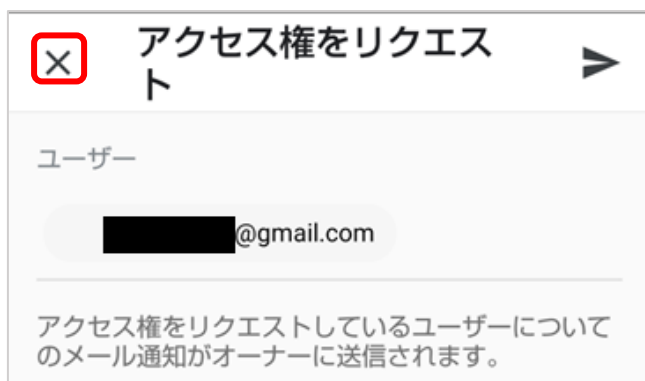 アクセス権をリクエス
ト
ユーザー
@gmail.com
アクセス権をリクエストしているユーザーについて
のメール通知がオーナーに送信されます。